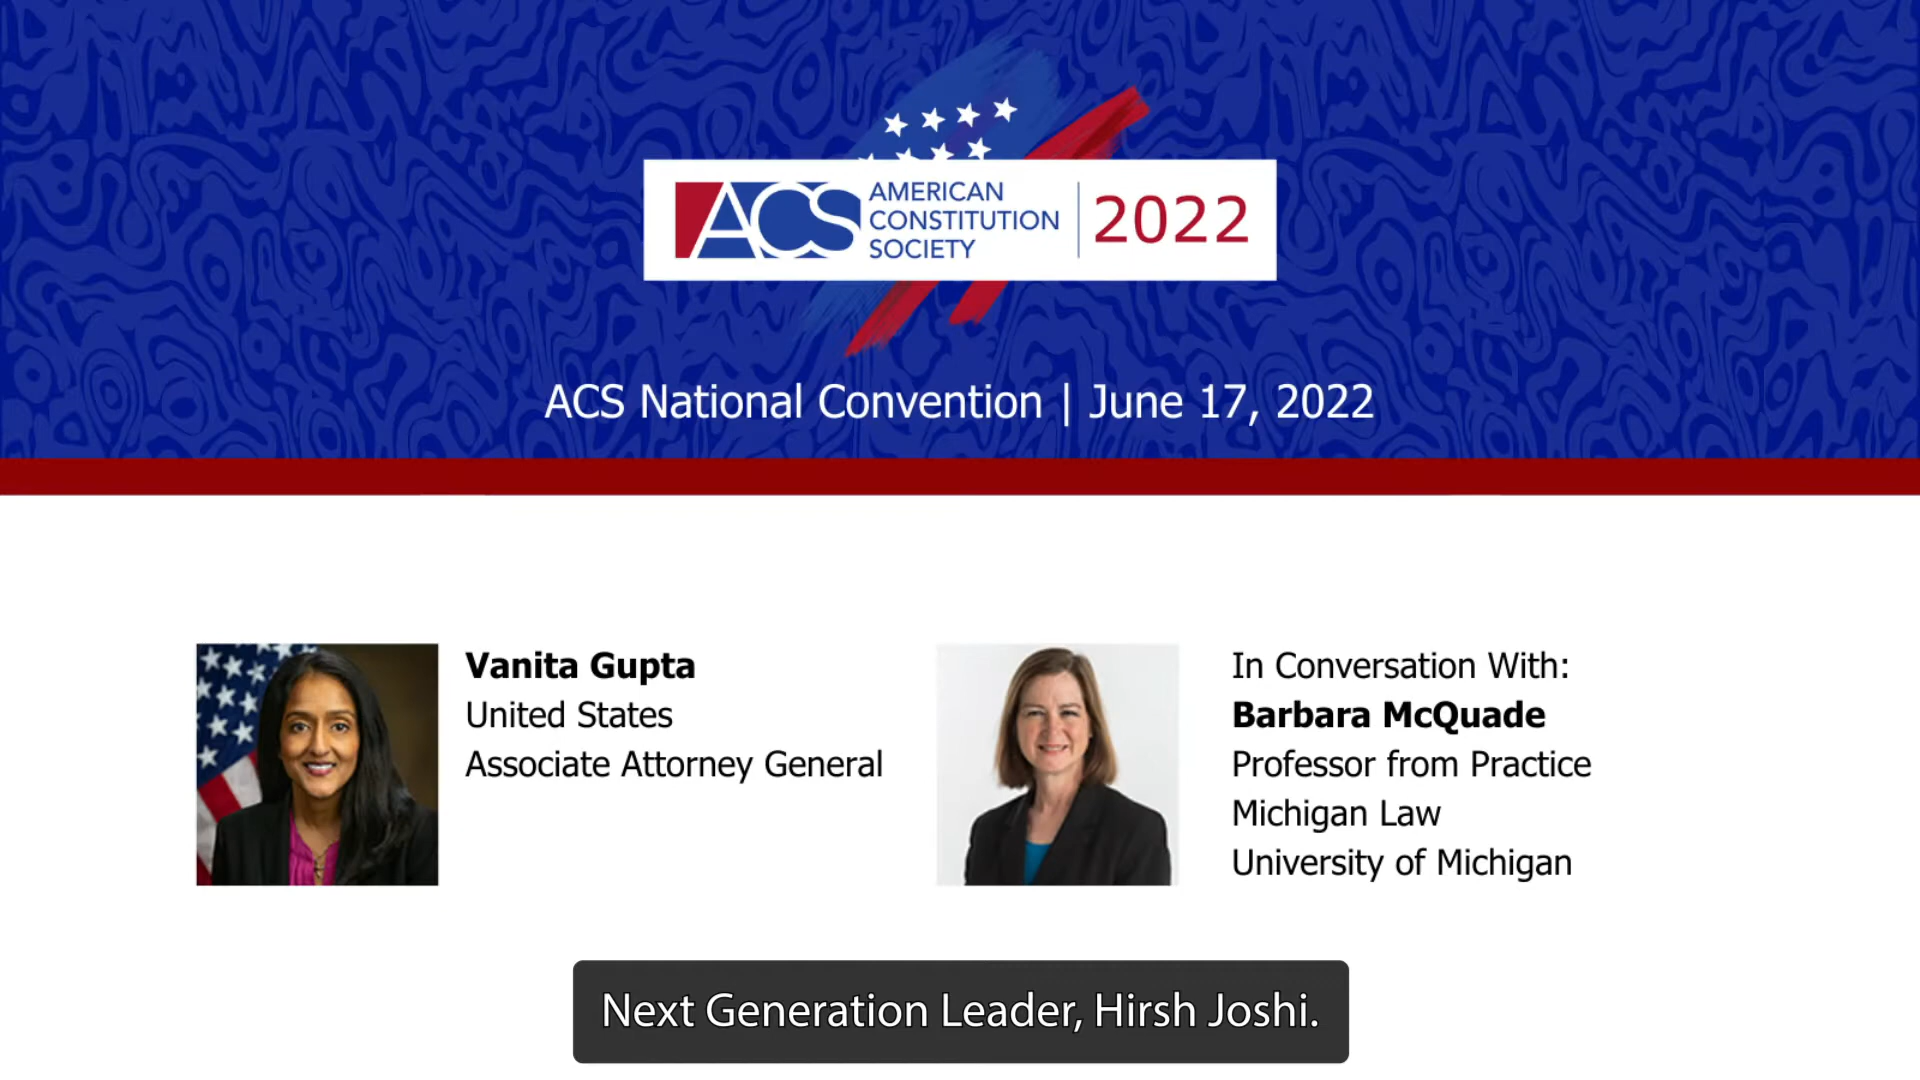 ACS
AMERICAN
CONSTITUTION
SOCIETY
2022
ACS National Convention | June 17, 2022
Vanita Gupta
United States
Associate Attorney General
In Conversation With:
Barbara McQuade
Professor from Practice
Michigan Law
University of Michigan
Next Generation Leader, Hirsh Joshi.